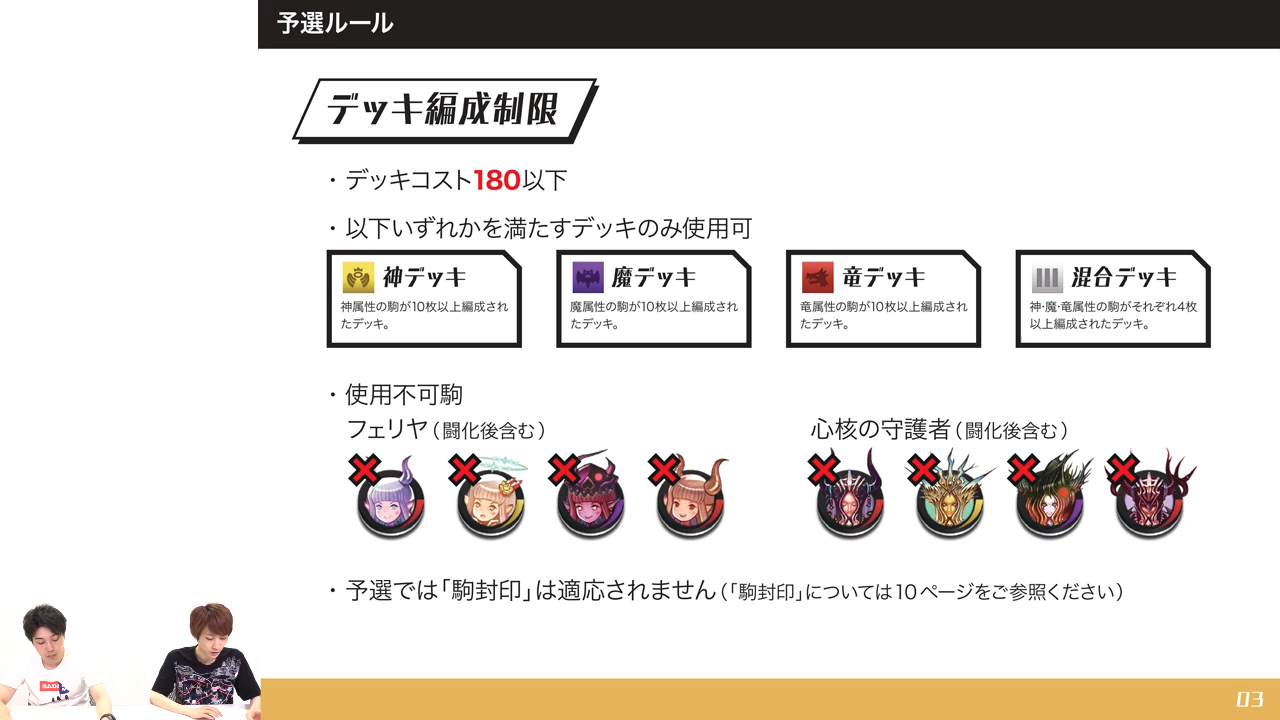 予選ルール
デッキ編成制限
・デッキコスト180以下
・以下いずれかを満たすデッキのみ使用可
神デッキ
神属性の駒が10枚以上編成され
たデッキ。
魔デッキ
魔属性の駒が10枚以上編成され
たデッキ。
竜デッキ
竜属性の駒が10枚以上編成され
たデッキ。
混合デッキ
神・魔・竜属性の駒がそれぞれ4枚
以上編成されたデッキ。
・使用不可駒
フェリヤ（闘化後含む）
心核の守護者（闘化後含む）
・予選では「駒封印」は適応されません（「駒封印」については10ページをご参照ください）
03